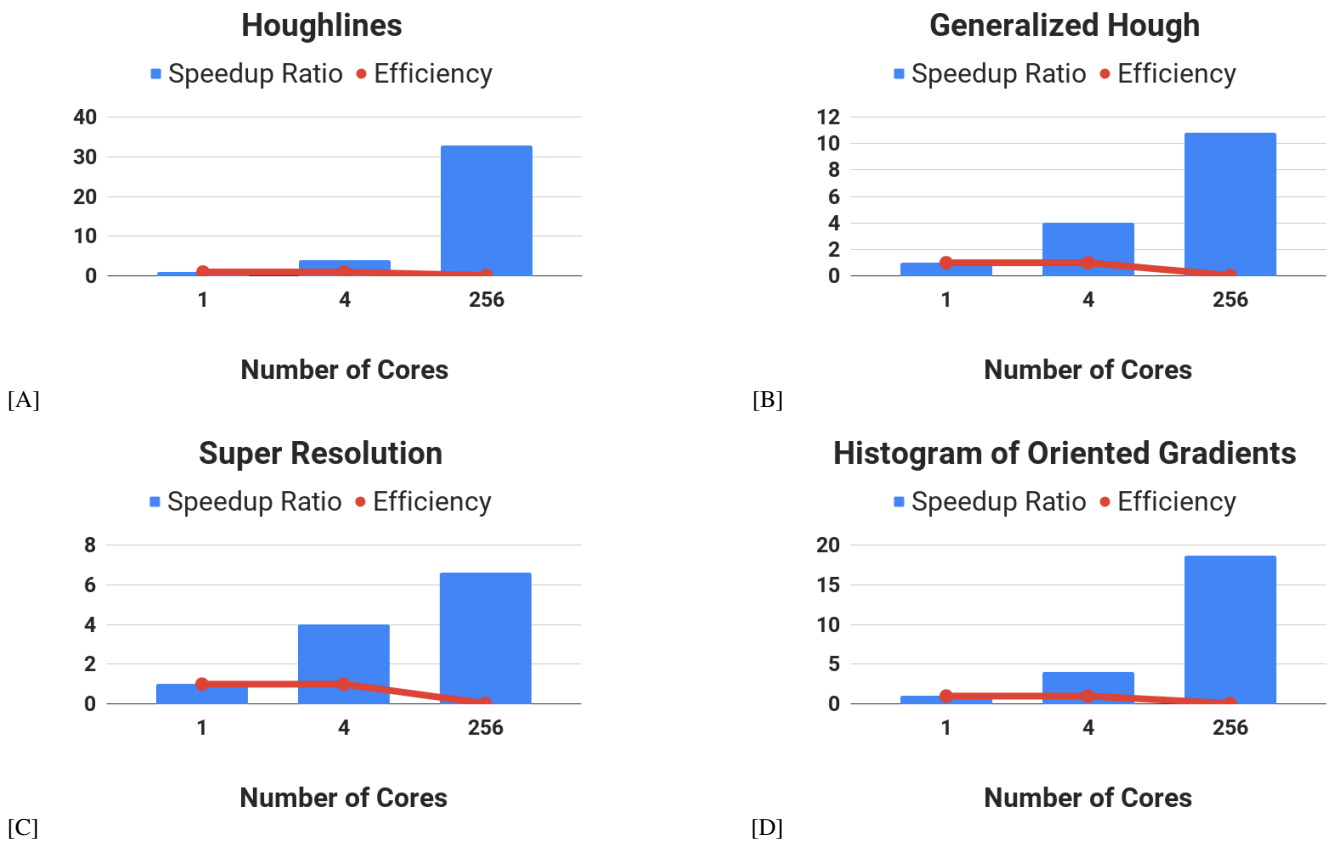 Houghlines
Speedup Ratio Efficiency
40
30
20
10
0
1 4 256
Number of Cores
[A]
Generalized Hough
Speedup Ratio Efficiency
12
10
8
6
4
2
0
1 4 256
Number of Cores
[B]
Super Resolution
Speedup Ratio Efficiency
8
6
4
2
0
1 4 256
Number of Cores
[C]
Histogram of Oriented Gradients
Speedup Ratio Efficiency
20
15
10
5
0
1 4 256
Number of Cores
[D]